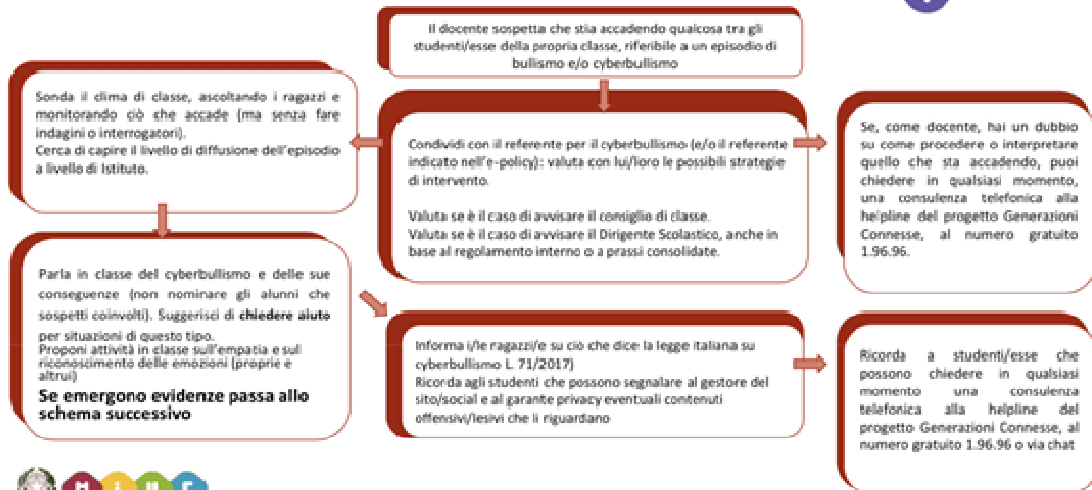 Il docente sospetta che stia accadendo qualcosa tra gli
studenti/esse della propria classe, riferibile a un episodio di
bullismo e/o cyberbullismo
Sonda il clima di classe, ascoltando i ragazzi e
monitorando ciò che accade (ma senza fare
indagini o interrogatori).
Cerca di capire il livello di diffusione dell'episodio
a livello di Istituto.
Condividi con il referente per il cyberbullismo (e/o il referente
indicato nell'e-policy): valuta con lui/loro le possibili strategie
di intervento.
Valuta se è il caso di avvisare il consiglio di classe.
Valuta se è il caso di avvisare il Dirigente Scolastico, anche in
base al regolamento interno o a prassi consolidate.
Se, come docente, hai un dubbio
su come procedere o interpretare
quello che sta accadendo, puoi
chiedere in qualsiasi momento,
una consulenza telefonica alla
helpline del progetto Generazioni
Connesse, al numero gratuito
1.96.96.
Parla in classe del cyberbullismo e delle sue
conseguenze (non nominare gli alunni che
sospetti coinvolti). Suggerisci di chiedere aiuto
per situazioni di questo tipo.
Proponi attività in classe sull'empatia e sul
riconoscimento delle emozioni (proprie e
altrui)
Se emergono evidenze passa allo
schema successivo
Informa i/le ragazzi/e su ciò che dice la legge italiana su
cyberbullismo L. 71/2017)
Ricorda agli studenti che possono segnalare al gestore del
sito/social e al garante privacy eventuali contenuti
offensivi/lesivi che li riguardano
Ricorda a studenti/esse che
possono chiedere in qualsiasi
momento una consulenza
telefonica alla helpline del
progetto Generazioni Connesse, al
numero gratuito 1.96.96 o via chat